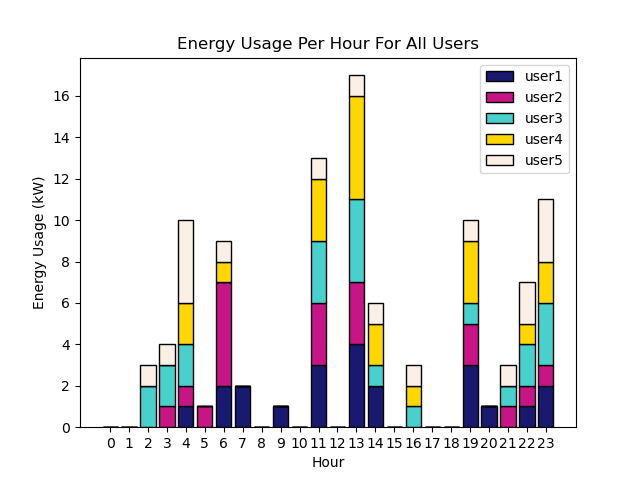 Energy Usage Per Hour For All Users
user1
user2
user3
user4
user5
16
14
12
10
8
6
4
2
0
Energy Usage (kW)
0 1 2 3 4 5 6 7 8 9 10 11 12 13 14 15 16 17 18 19 20 21 22 23
Hour